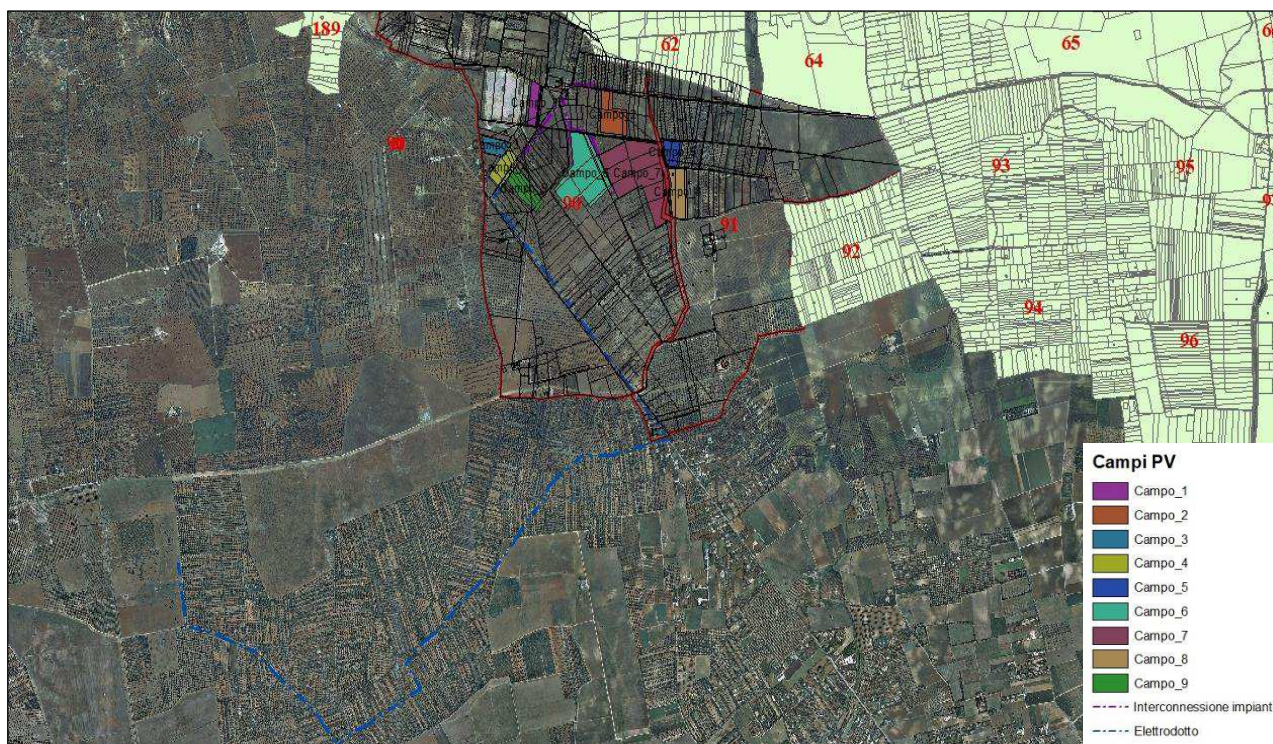 189
62
65
64
90
93
95
90
91
92
94
96
Campo_7
Campi PV
Campo_1
Campo_2
Campo_3
Campo_4
Campo_5
Campo_6
Campo_7
Campo_8
Campo_9
Interconnessione impiant
Elettrodotto